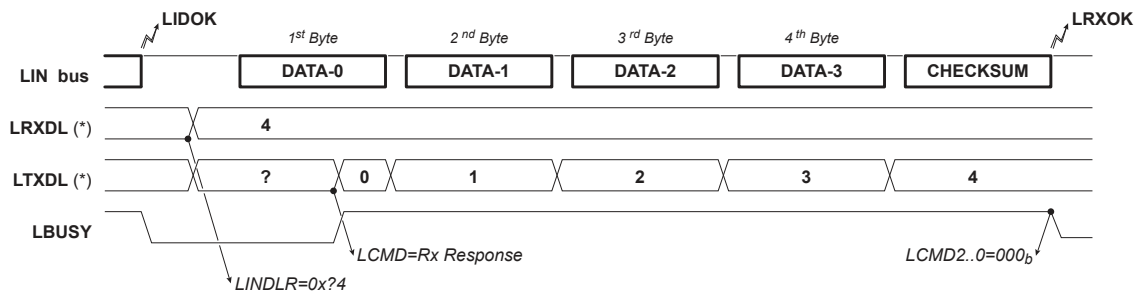 LIDOK LRXOK
1st Byte 2nd Byte 3rd Byte 4th Byte
LIN bus DATA-0 DATA-1 DATA-2 DATA-3 CHECKSUM
LRXDL (*) 4
LTXDL (*) ? 0 1 2 3 4
LBUSY
LCMD=Rx Response LCMD2..0=000b
LINDLR=0x?4